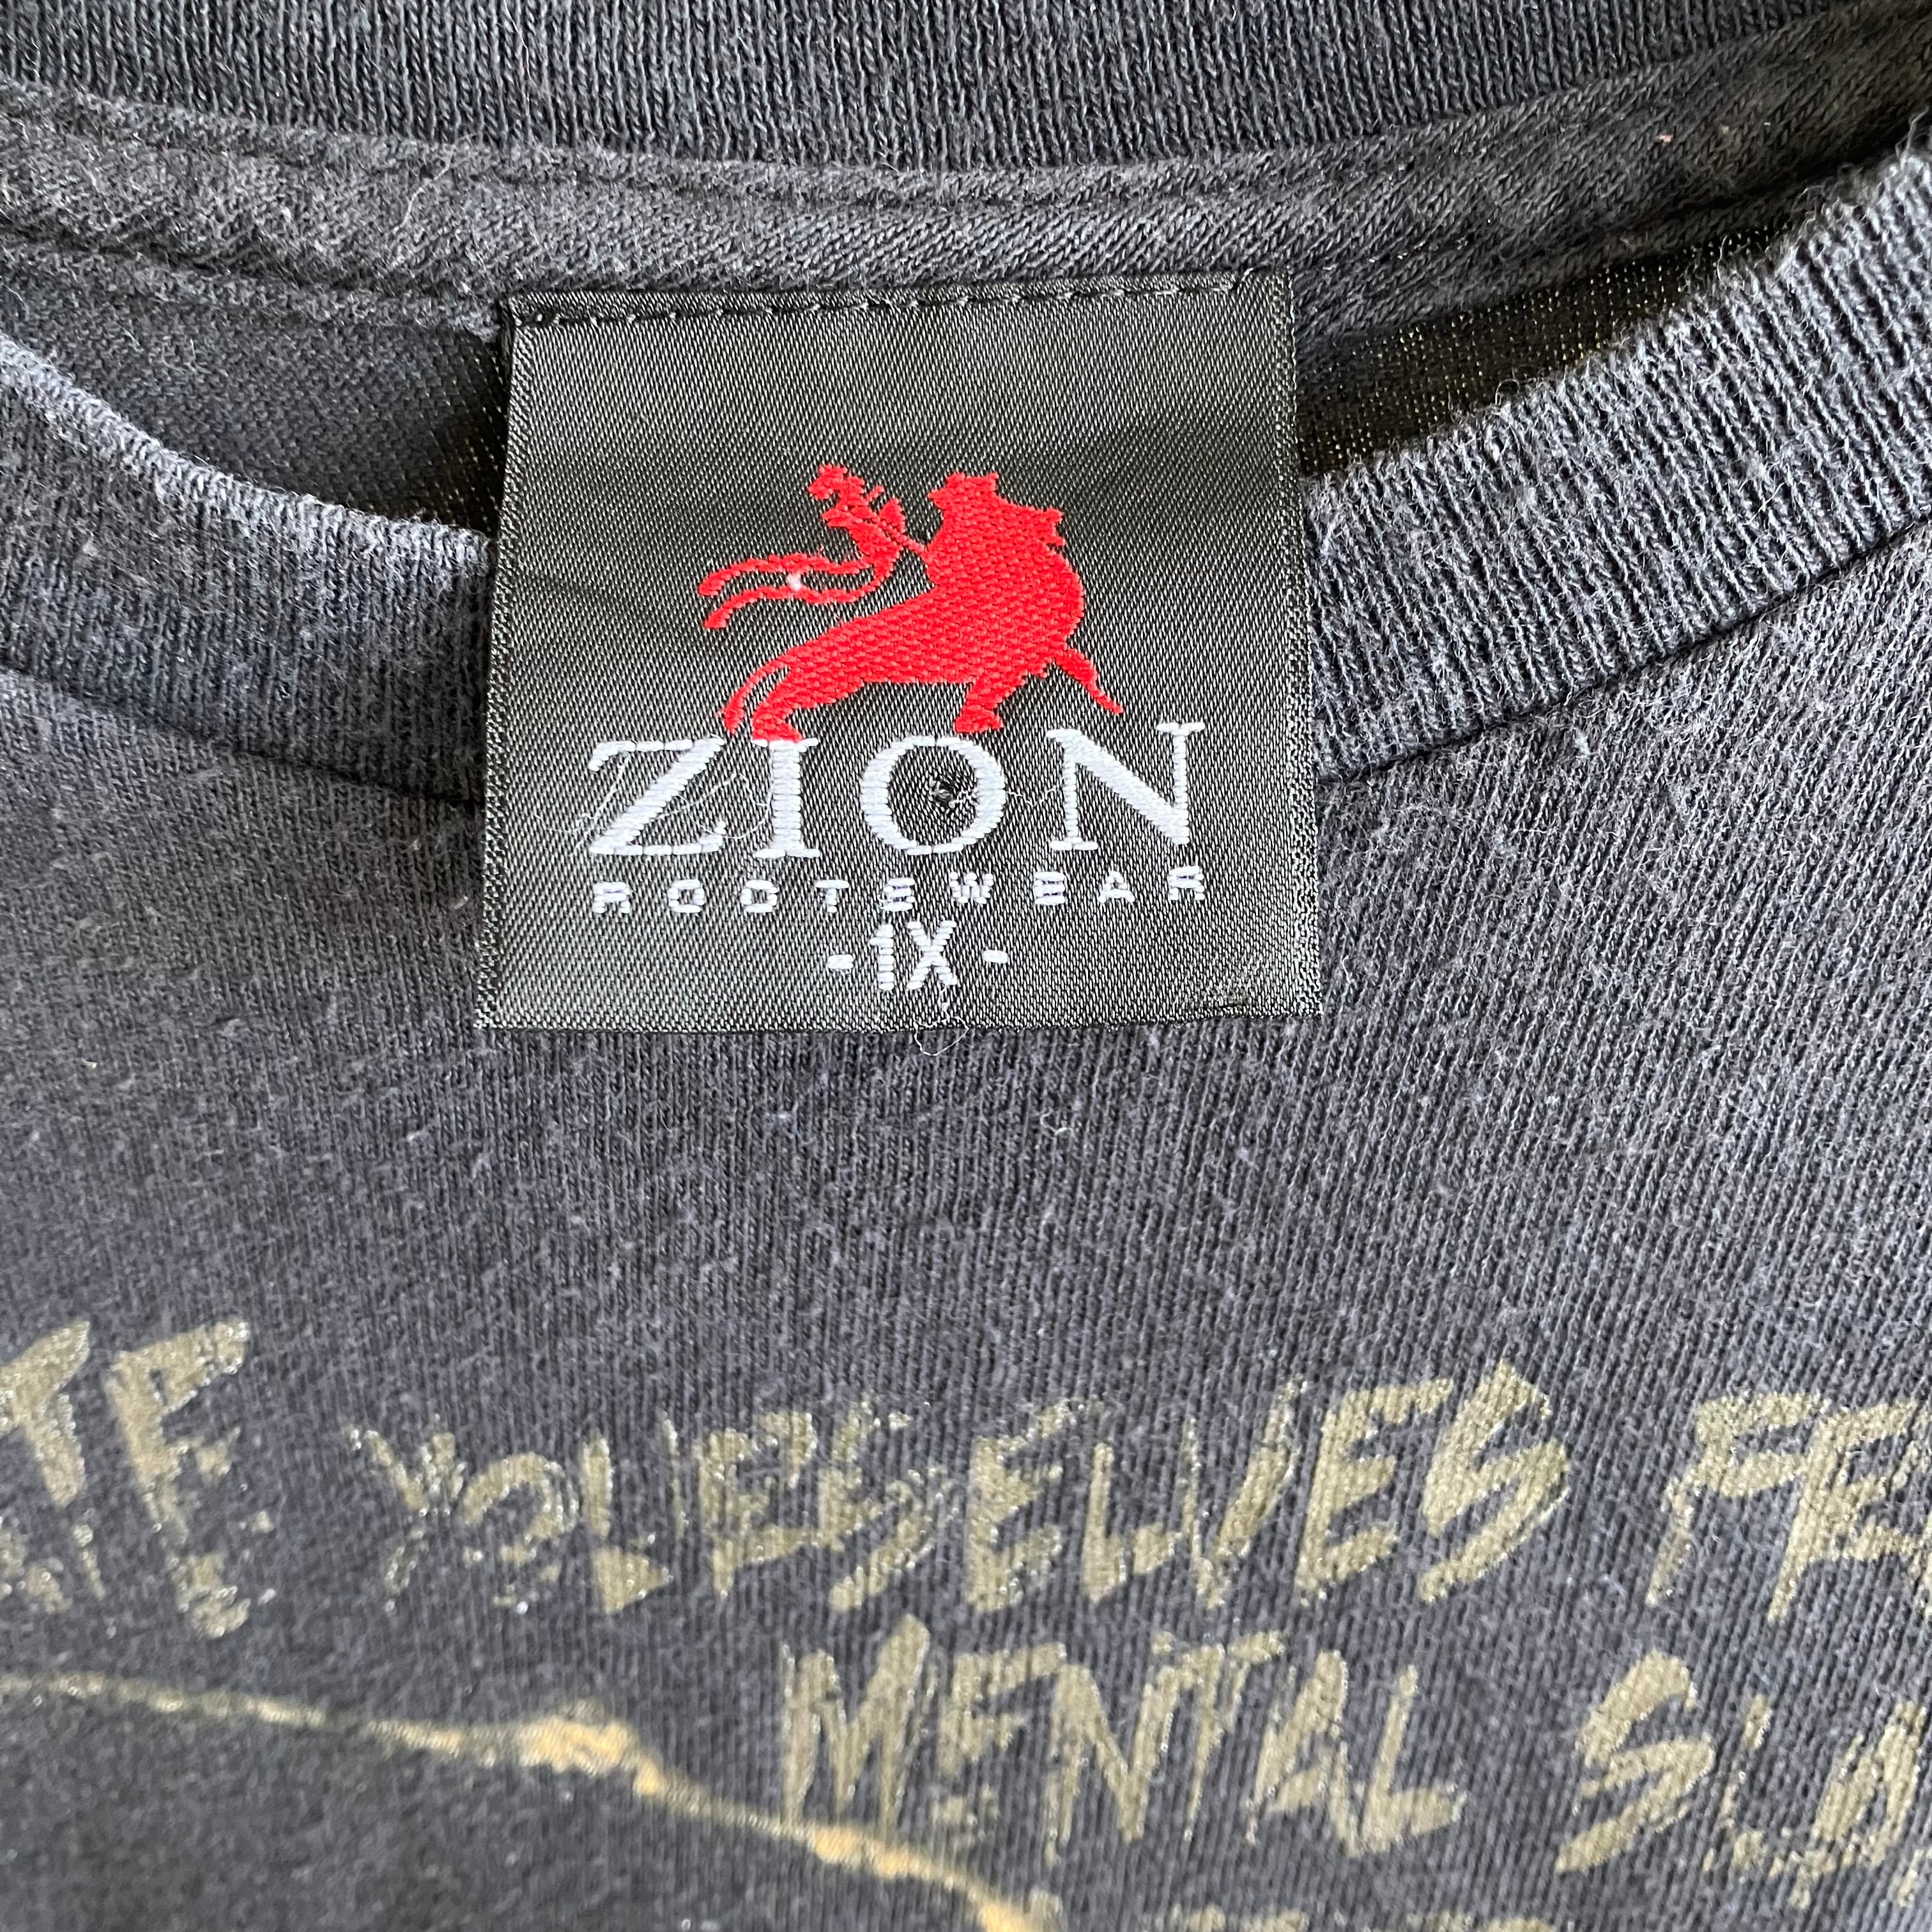 ZION
ROOTSWEAR
-1X-
YOURSELVES
MENTAL